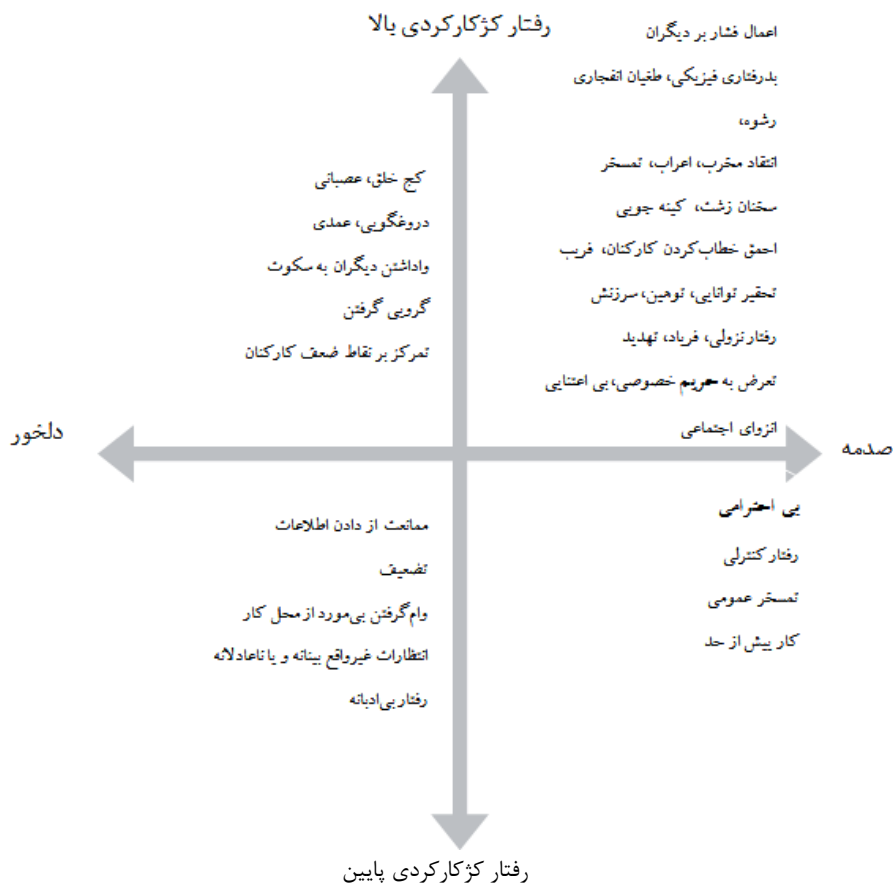 رفتار کژکارکردی بالا
اعمال فشار بر دیگران
بدرفتاری فیزیکی، طغیان انفجاری
رشوه،
انتقاد مخرب، اعراب، تمسخر
سخنان زشت، کینه جویی
احمق خطاب کردن کارکنان، فریب
تحقیر توانایی، توهین، سرزنش
رفتار نزولی، فریاد، تهدید
تعرض به حریم خصوصی، بی اعتنایی
انزوای اجتماعی
کج خلق، عصبانی
دروغگویی، عمدی
واداشتن دیگران به سکوت
گرویی گرفتن
تمرکز بر نقاط ضعف کارکنان
صدمه
دلخور
بی احترامی
رفتار کنترلی
تمسخر عمومی
کار بیش از حد
ممانعت از دادن اطلاعات
تضعیف
وام گرفتن بی‌مورد از محل کار
انتظارات غیرواقع بینانه و یا ناعادلانه
رفتار بی‌ادبانه
رفتار کژکارکردی پایین